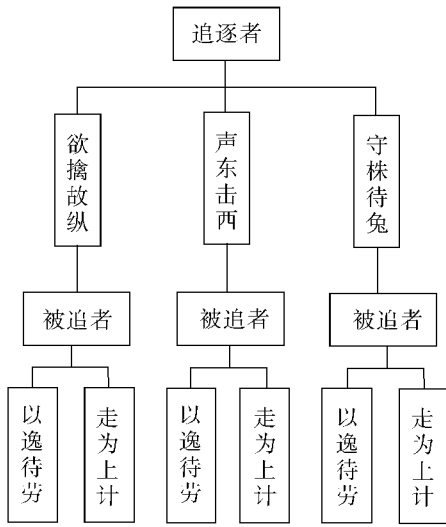 追逐者
欲擒故纵
声东击西
守株待兔
被追者
被追者
被追者
以逸待劳
走为上计
以逸待劳
走为上计
以逸待劳
走为上计